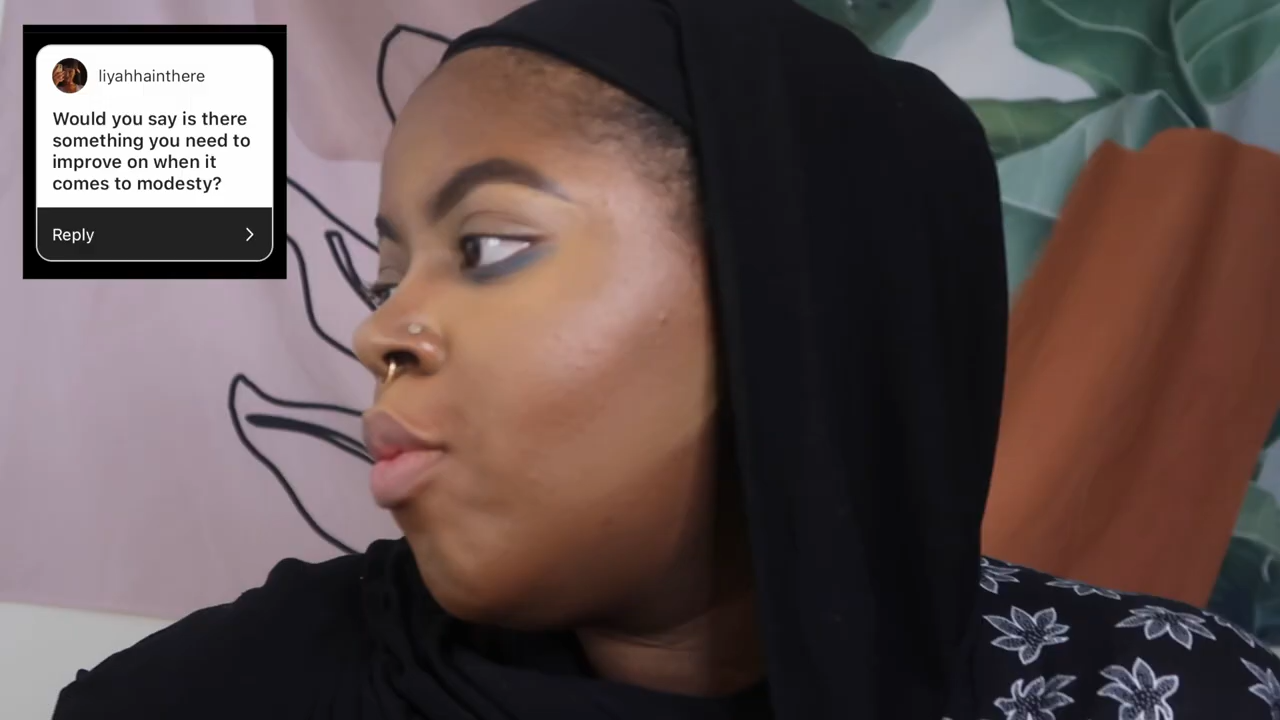 liyahhainthere
Would you say is there
something you need to
improve on when it
comes to modesty?
Reply